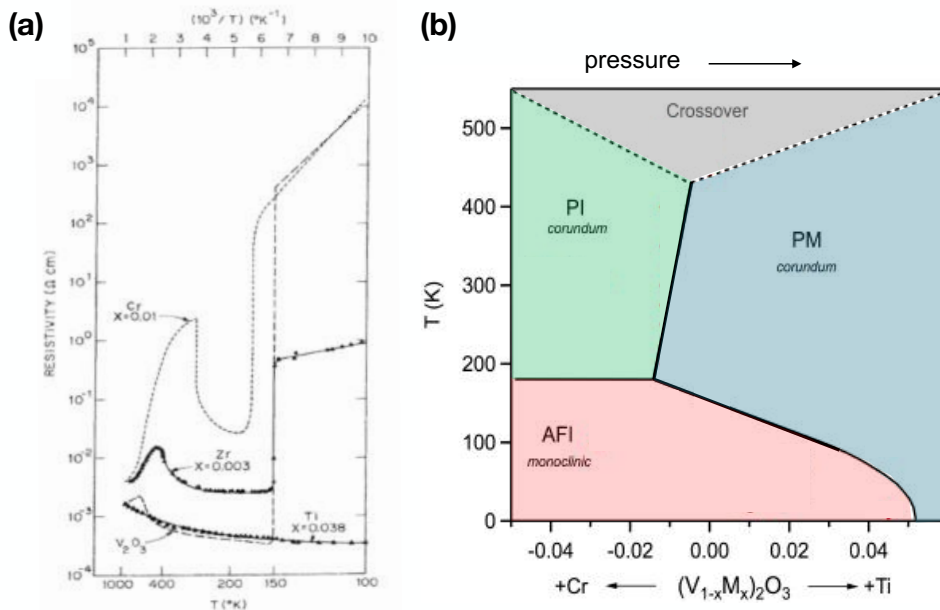 (a)
(10³/T) (°K⁻¹)
1 2 3 4 5 6 7 8 9 10
RESISTIVITY (Ω cm)
10⁵
10⁴
10³
10²
10¹
10⁰
10⁻¹
10⁻²
10⁻³
10⁻⁴
Cr
X=0.01
Zr
X=0.003
Ti
X=0.038
V₂O₃
1000 400 200 100
T (°K)
(b)
pressure
Crossover
PI
corundum
PM
corundum
AFI
monoclinic
T (K)
500
400
300
200
100
0
-0.04 -0.02 0.00 0.02 0.04
+Cr (V₁₋ₓMₓ)₂O₃ +Ti